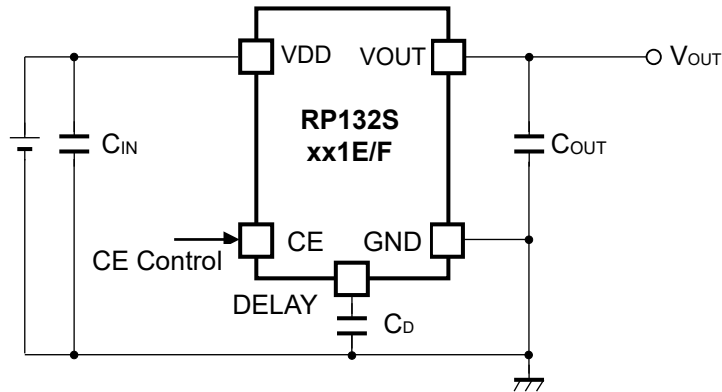 VDD
VOUT
VOUT
RP132S
xx1E/F
CIN
COUT
CE
GND
CE Control
DELAY
CD